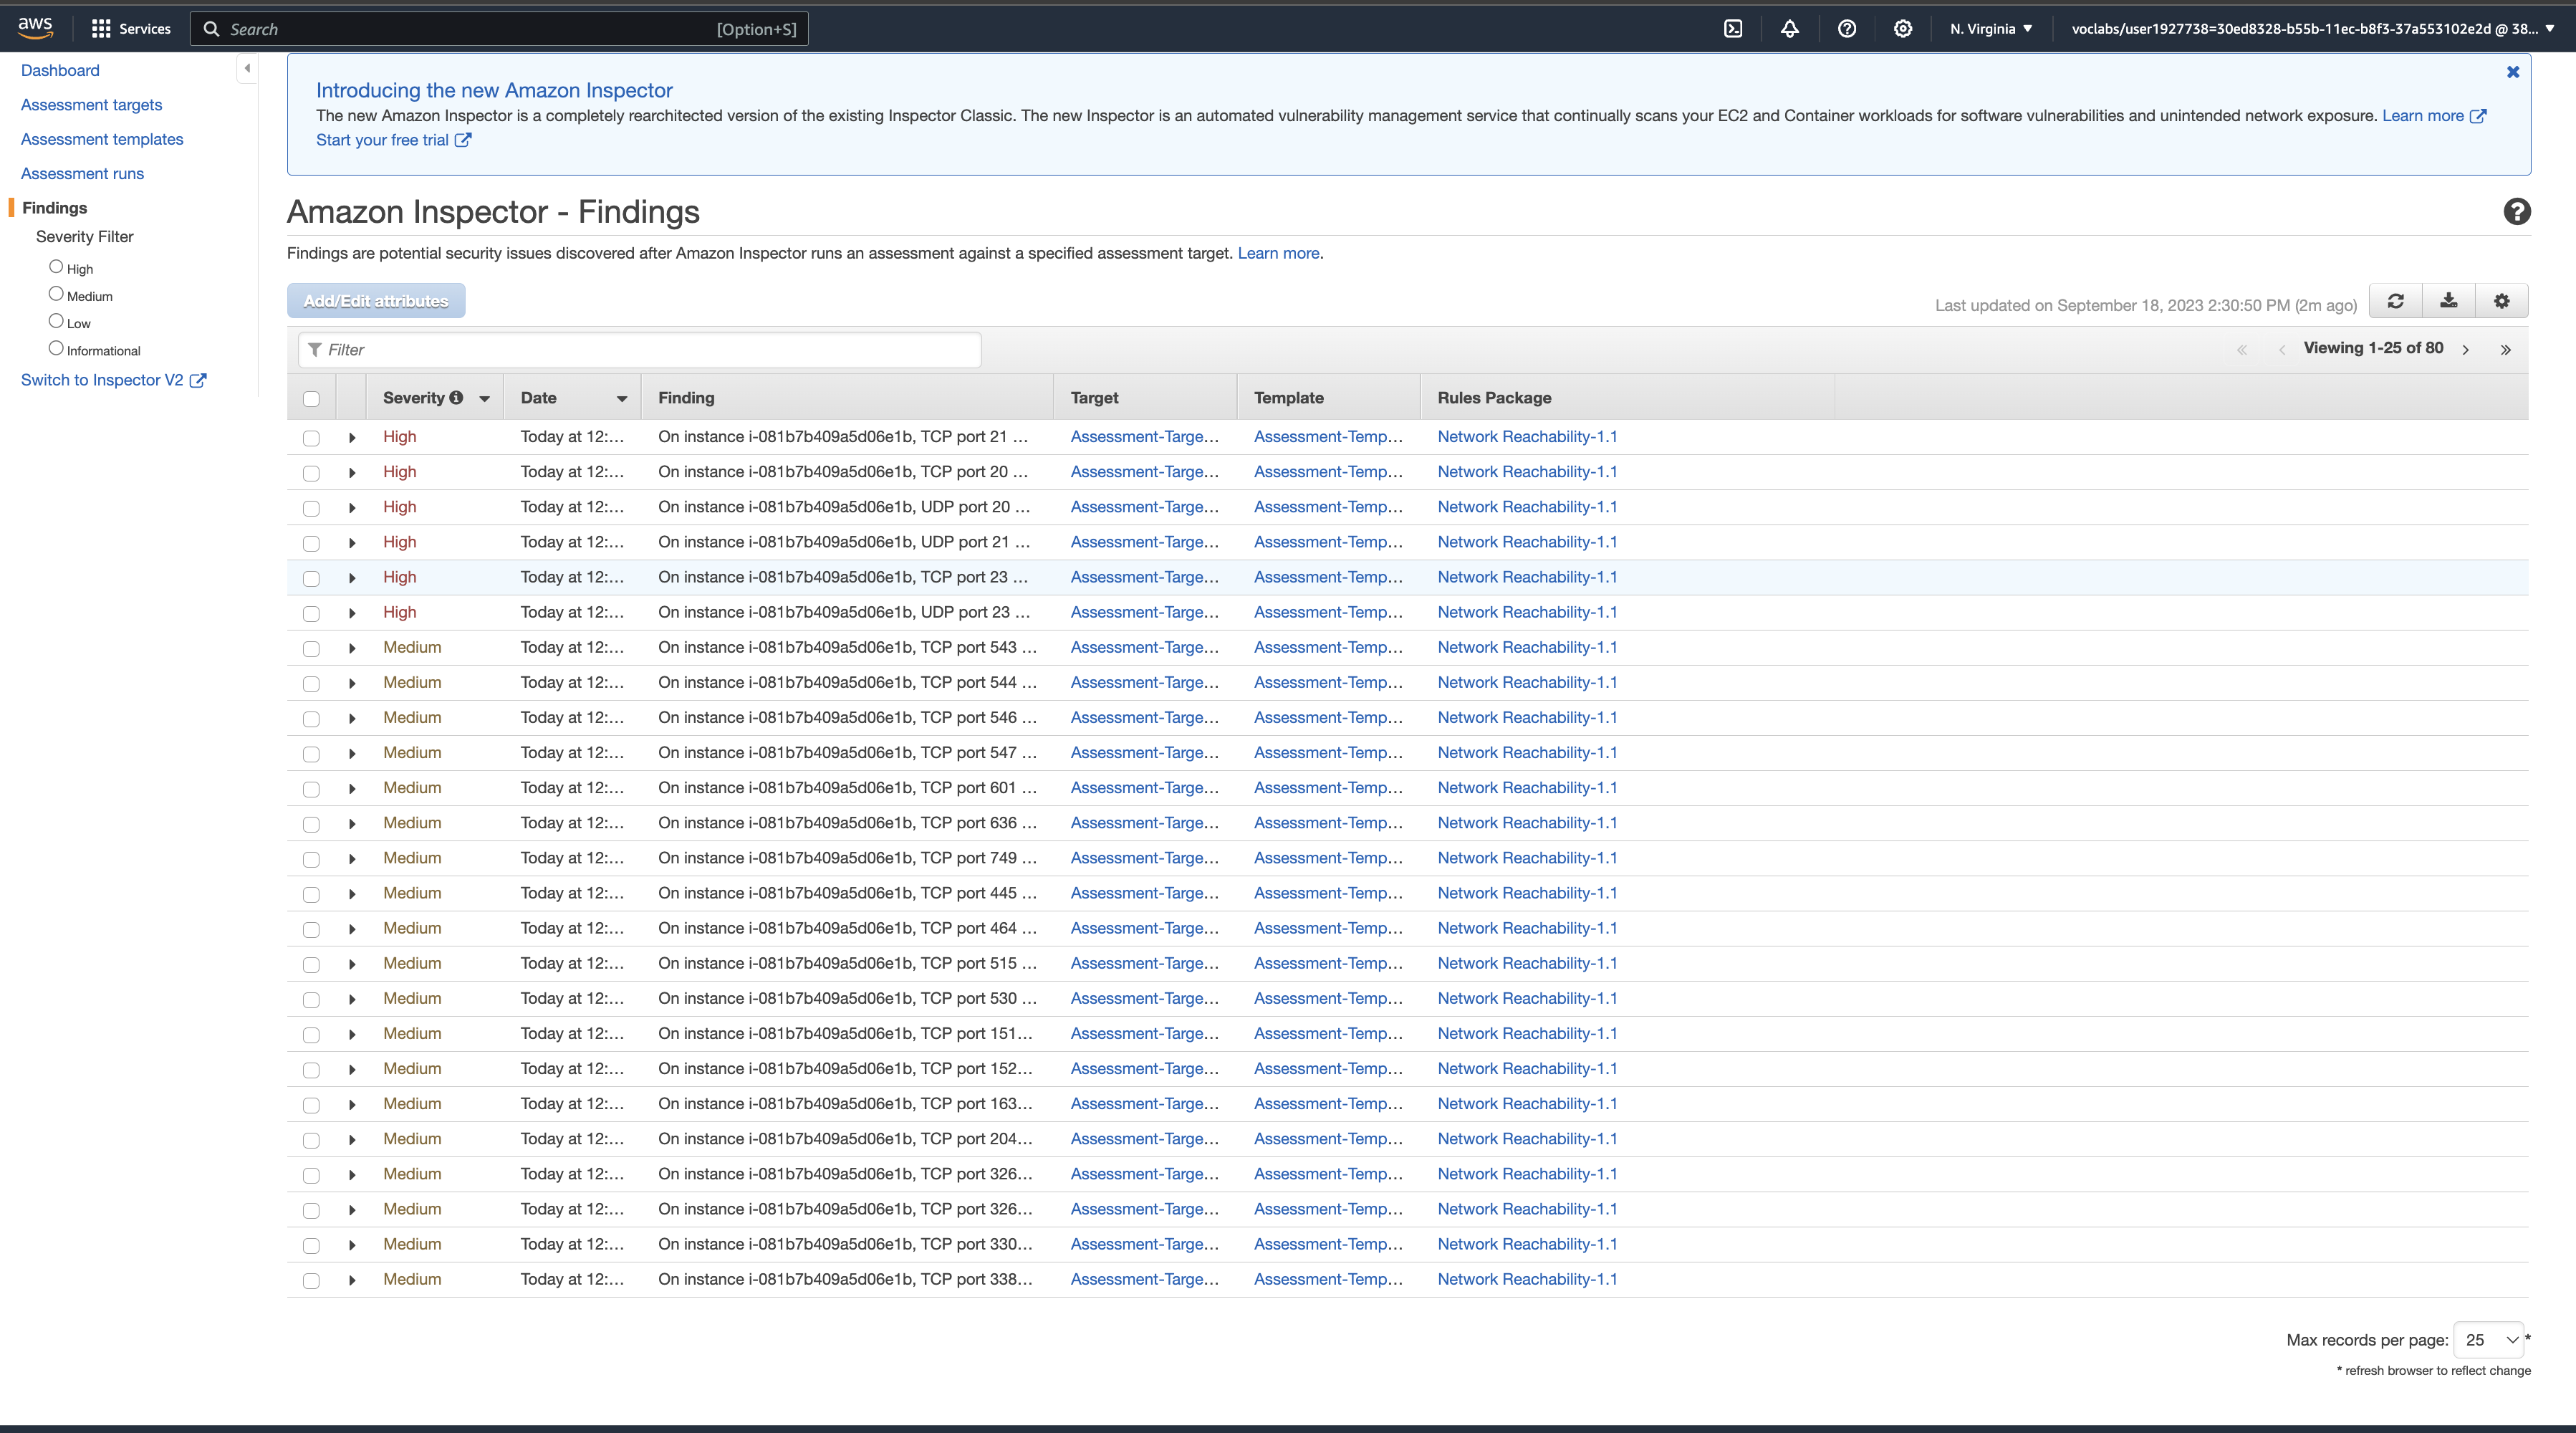 aws Services Search [Option+S] N. Virginia voclabs/user1927738=30ed8328-b55b-11ec-b8f3-37a553102e2d @ 38...
Dashboard
Assessment targets
Assessment templates
Assessment runs
Findings
Severity Filter
High
Medium
Low
Informational
Switch to Inspector V2
Introducing the new Amazon Inspector
The new Amazon Inspector is a completely rearchitected version of the existing Inspector Classic. The new Inspector is an automated vulnerability management service that continually scans your EC2 and Container workloads for software vulnerabilities and unintended network exposure. Learn more
Start your free trial
Amazon Inspector - Findings
Findings are potential security issues discovered after Amazon Inspector runs an assessment against a specified assessment target. Learn more.
Add/Edit attributes Last updated on September 18, 2023 2:30:50 PM (2m ago)
Filter « ‹ Viewing 1-25 of 80 › »
Severity Date Finding Target Template Rules Package
High Today at 12:... On instance i-081b7b409a5d06e1b, TCP port 21 ... Assessment-Targe... Assessment-Temp... Network Reachability-1.1
High Today at 12:... On instance i-081b7b409a5d06e1b, TCP port 20 ... Assessment-Targe... Assessment-Temp... Network Reachability-1.1
High Today at 12:... On instance i-081b7b409a5d06e1b, UDP port 20 ... Assessment-Targe... Assessment-Temp... Network Reachability-1.1
High Today at 12:... On instance i-081b7b409a5d06e1b, UDP port 21 ... Assessment-Targe... Assessment-Temp... Network Reachability-1.1
High Today at 12:... On instance i-081b7b409a5d06e1b, TCP port 23 ... Assessment-Targe... Assessment-Temp... Network Reachability-1.1
High Today at 12:... On instance i-081b7b409a5d06e1b, UDP port 23 ... Assessment-Targe... Assessment-Temp... Network Reachability-1.1
Medium Today at 12:... On instance i-081b7b409a5d06e1b, TCP port 543 ... Assessment-Targe... Assessment-Temp... Network Reachability-1.1
Medium Today at 12:... On instance i-081b7b409a5d06e1b, TCP port 544 ... Assessment-Targe... Assessment-Temp... Network Reachability-1.1
Medium Today at 12:... On instance i-081b7b409a5d06e1b, TCP port 546 ... Assessment-Targe... Assessment-Temp... Network Reachability-1.1
Medium Today at 12:... On instance i-081b7b409a5d06e1b, TCP port 547 ... Assessment-Targe... Assessment-Temp... Network Reachability-1.1
Medium Today at 12:... On instance i-081b7b409a5d06e1b, TCP port 601 ... Assessment-Targe... Assessment-Temp... Network Reachability-1.1
Medium Today at 12:... On instance i-081b7b409a5d06e1b, TCP port 636 ... Assessment-Targe... Assessment-Temp... Network Reachability-1.1
Medium Today at 12:... On instance i-081b7b409a5d06e1b, TCP port 749 ... Assessment-Targe... Assessment-Temp... Network Reachability-1.1
Medium Today at 12:... On instance i-081b7b409a5d06e1b, TCP port 445 ... Assessment-Targe... Assessment-Temp... Network Reachability-1.1
Medium Today at 12:... On instance i-081b7b409a5d06e1b, TCP port 464 ... Assessment-Targe... Assessment-Temp... Network Reachability-1.1
Medium Today at 12:... On instance i-081b7b409a5d06e1b, TCP port 515 ... Assessment-Targe... Assessment-Temp... Network Reachability-1.1
Medium Today at 12:... On instance i-081b7b409a5d06e1b, TCP port 530 ... Assessment-Targe... Assessment-Temp... Network Reachability-1.1
Medium Today at 12:... On instance i-081b7b409a5d06e1b, TCP port 151... Assessment-Targe... Assessment-Temp... Network Reachability-1.1
Medium Today at 12:... On instance i-081b7b409a5d06e1b, TCP port 152... Assessment-Targe... Assessment-Temp... Network Reachability-1.1
Medium Today at 12:... On instance i-081b7b409a5d06e1b, TCP port 163... Assessment-Targe... Assessment-Temp... Network Reachability-1.1
Medium Today at 12:... On instance i-081b7b409a5d06e1b, TCP port 204... Assessment-Targe... Assessment-Temp... Network Reachability-1.1
Medium Today at 12:... On instance i-081b7b409a5d06e1b, TCP port 326... Assessment-Targe... Assessment-Temp... Network Reachability-1.1
Medium Today at 12:... On instance i-081b7b409a5d06e1b, TCP port 326... Assessment-Targe... Assessment-Temp... Network Reachability-1.1
Medium Today at 12:... On instance i-081b7b409a5d06e1b, TCP port 330... Assessment-Targe... Assessment-Temp... Network Reachability-1.1
Medium Today at 12:... On instance i-081b7b409a5d06e1b, TCP port 338... Assessment-Targe... Assessment-Temp... Network Reachability-1.1
Max records per page: 25 *
* refresh browser to reflect change